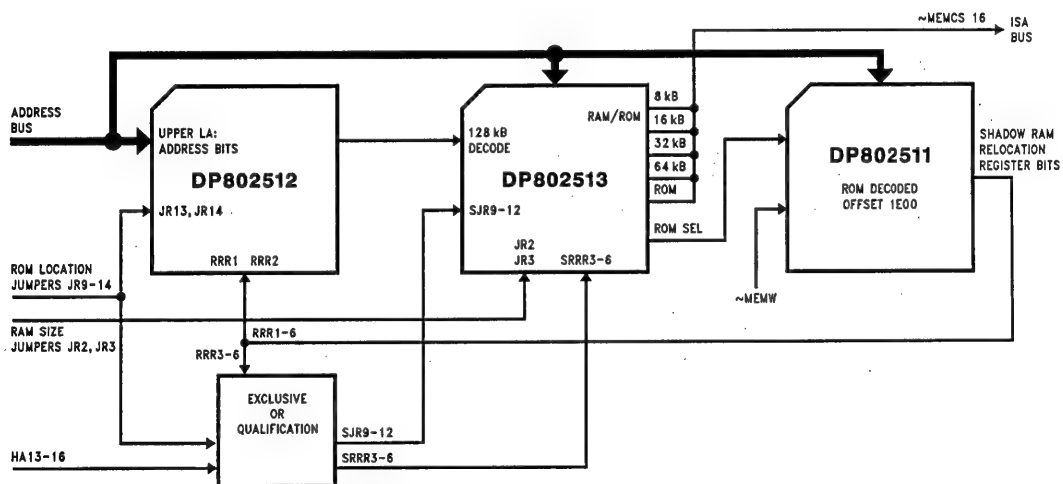 ~MEMCS 16
ISA
BUS
ADDRESS
BUS
UPPER LA:
ADDRESS BITS
DP802512
JR13,JR14
RRR1 RRR2
128 kB
DECODE
RAM/ROM
DP802513
SJR9-12
JR2
JR3
SRRR3-6
8 kB
16 kB
32 kB
64 kB
ROM
ROM SEL
DP802511
ROM DECODED
OFFSET 1E00
~MEMW
SHADOW RAM
RELOCATION
REGISTER BITS
ROM LOCATION
JUMPERS JR9-14
RAM SIZE
JUMPERS JR2, JR3
RRR1-6
RRR3-6
EXCLUSIVE
OR
QUALIFICATION
SJR9-12
SRRR3-6
HA13-16